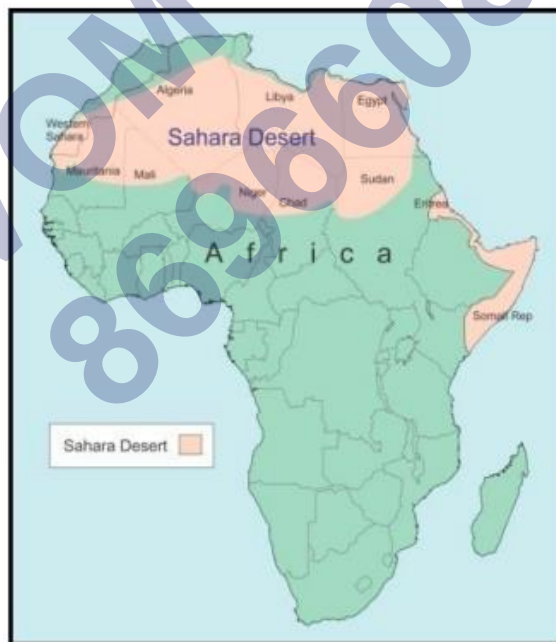 Algeria
Libya
Egypt
Western
Sahara
Sahara Desert
Mauritania
Mali
Niger
Chad
Sudan
Eritrea
Africa
Somali Rep
Sahara Desert